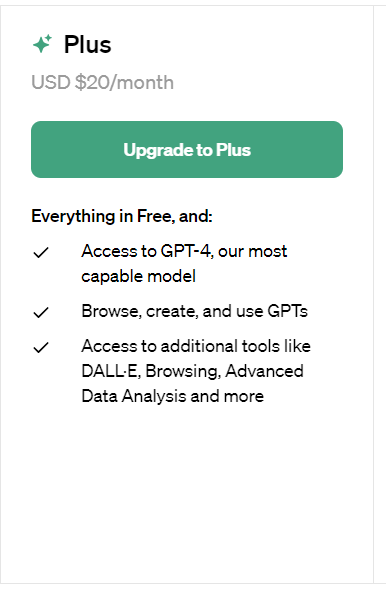 Plus
USD $20/month
Upgrade to Plus
Everything in Free, and:
Access to GPT-4, our most
capable model
Browse, create, and use GPTs
Access to additional tools like
DALL·E, Browsing, Advanced
Data Analysis and more